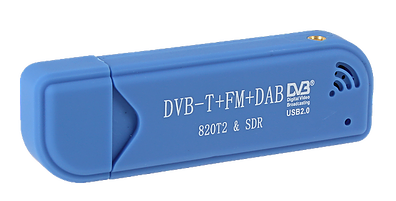 DVB-T+FM+DAB
820T2 & SDR
DVB®
Digital Video
Broadcasting
USB2.0